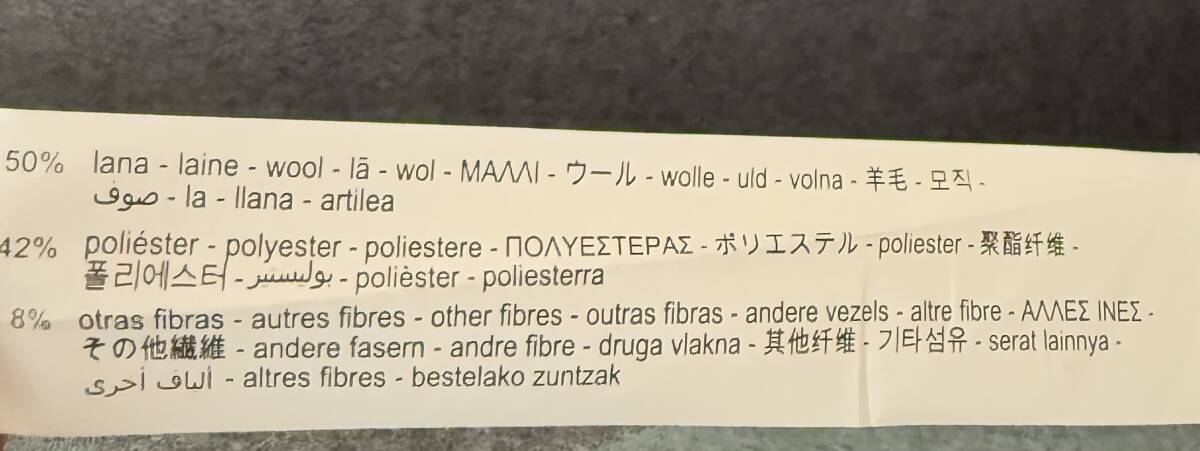 50% lana - laine - wool - lã - wol - ΜΑΛΛΙ - ウール - wolle - uld - volna - 羊毛 - 모직 -
صوف - la - llana - artilea
42% poliéster - polyester - poliestere - ΠΟΛΥΕΣΤΕΡΑΣ - ポリエステル - poliester - 聚酯纤维 -
폴리에스터 - بوليستر - polièster - poliesterra
8% otras fibras - autres fibres - other fibres - outras fibras - andere vezels - altre fibre - ΑΛΛΕΣ ΙΝΕΣ -
その他繊維 - andere fasern - andre fibre - druga vlakna - 其他纤维 - 기타섬유 - serat lainnya -
ألياف أخرى - altres fibres - bestelako zuntzak